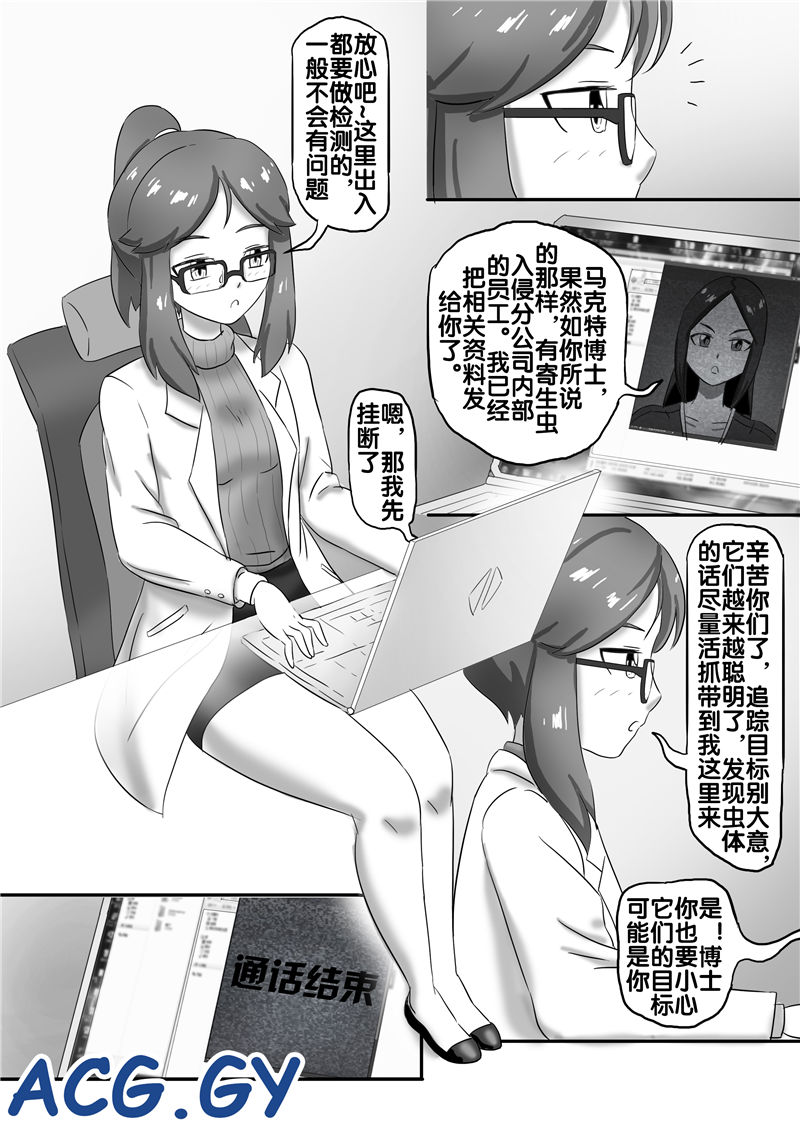 马克特博士，
果然如你所说
的那样，有寄生虫
入侵分公司内部
的员工。我已经
把相关资料发
给你了。
辛苦你们了，追踪目标别大意，
它们越来越聪明了，发现虫体
的话尽量活抓带到我这里来
是！博士
你也要小心
它们的目标
可能是你
放心吧~这里出入
都要做检测的，
一般不会有问题
嗯，那我先
挂断了
通话结束
ACG.GY